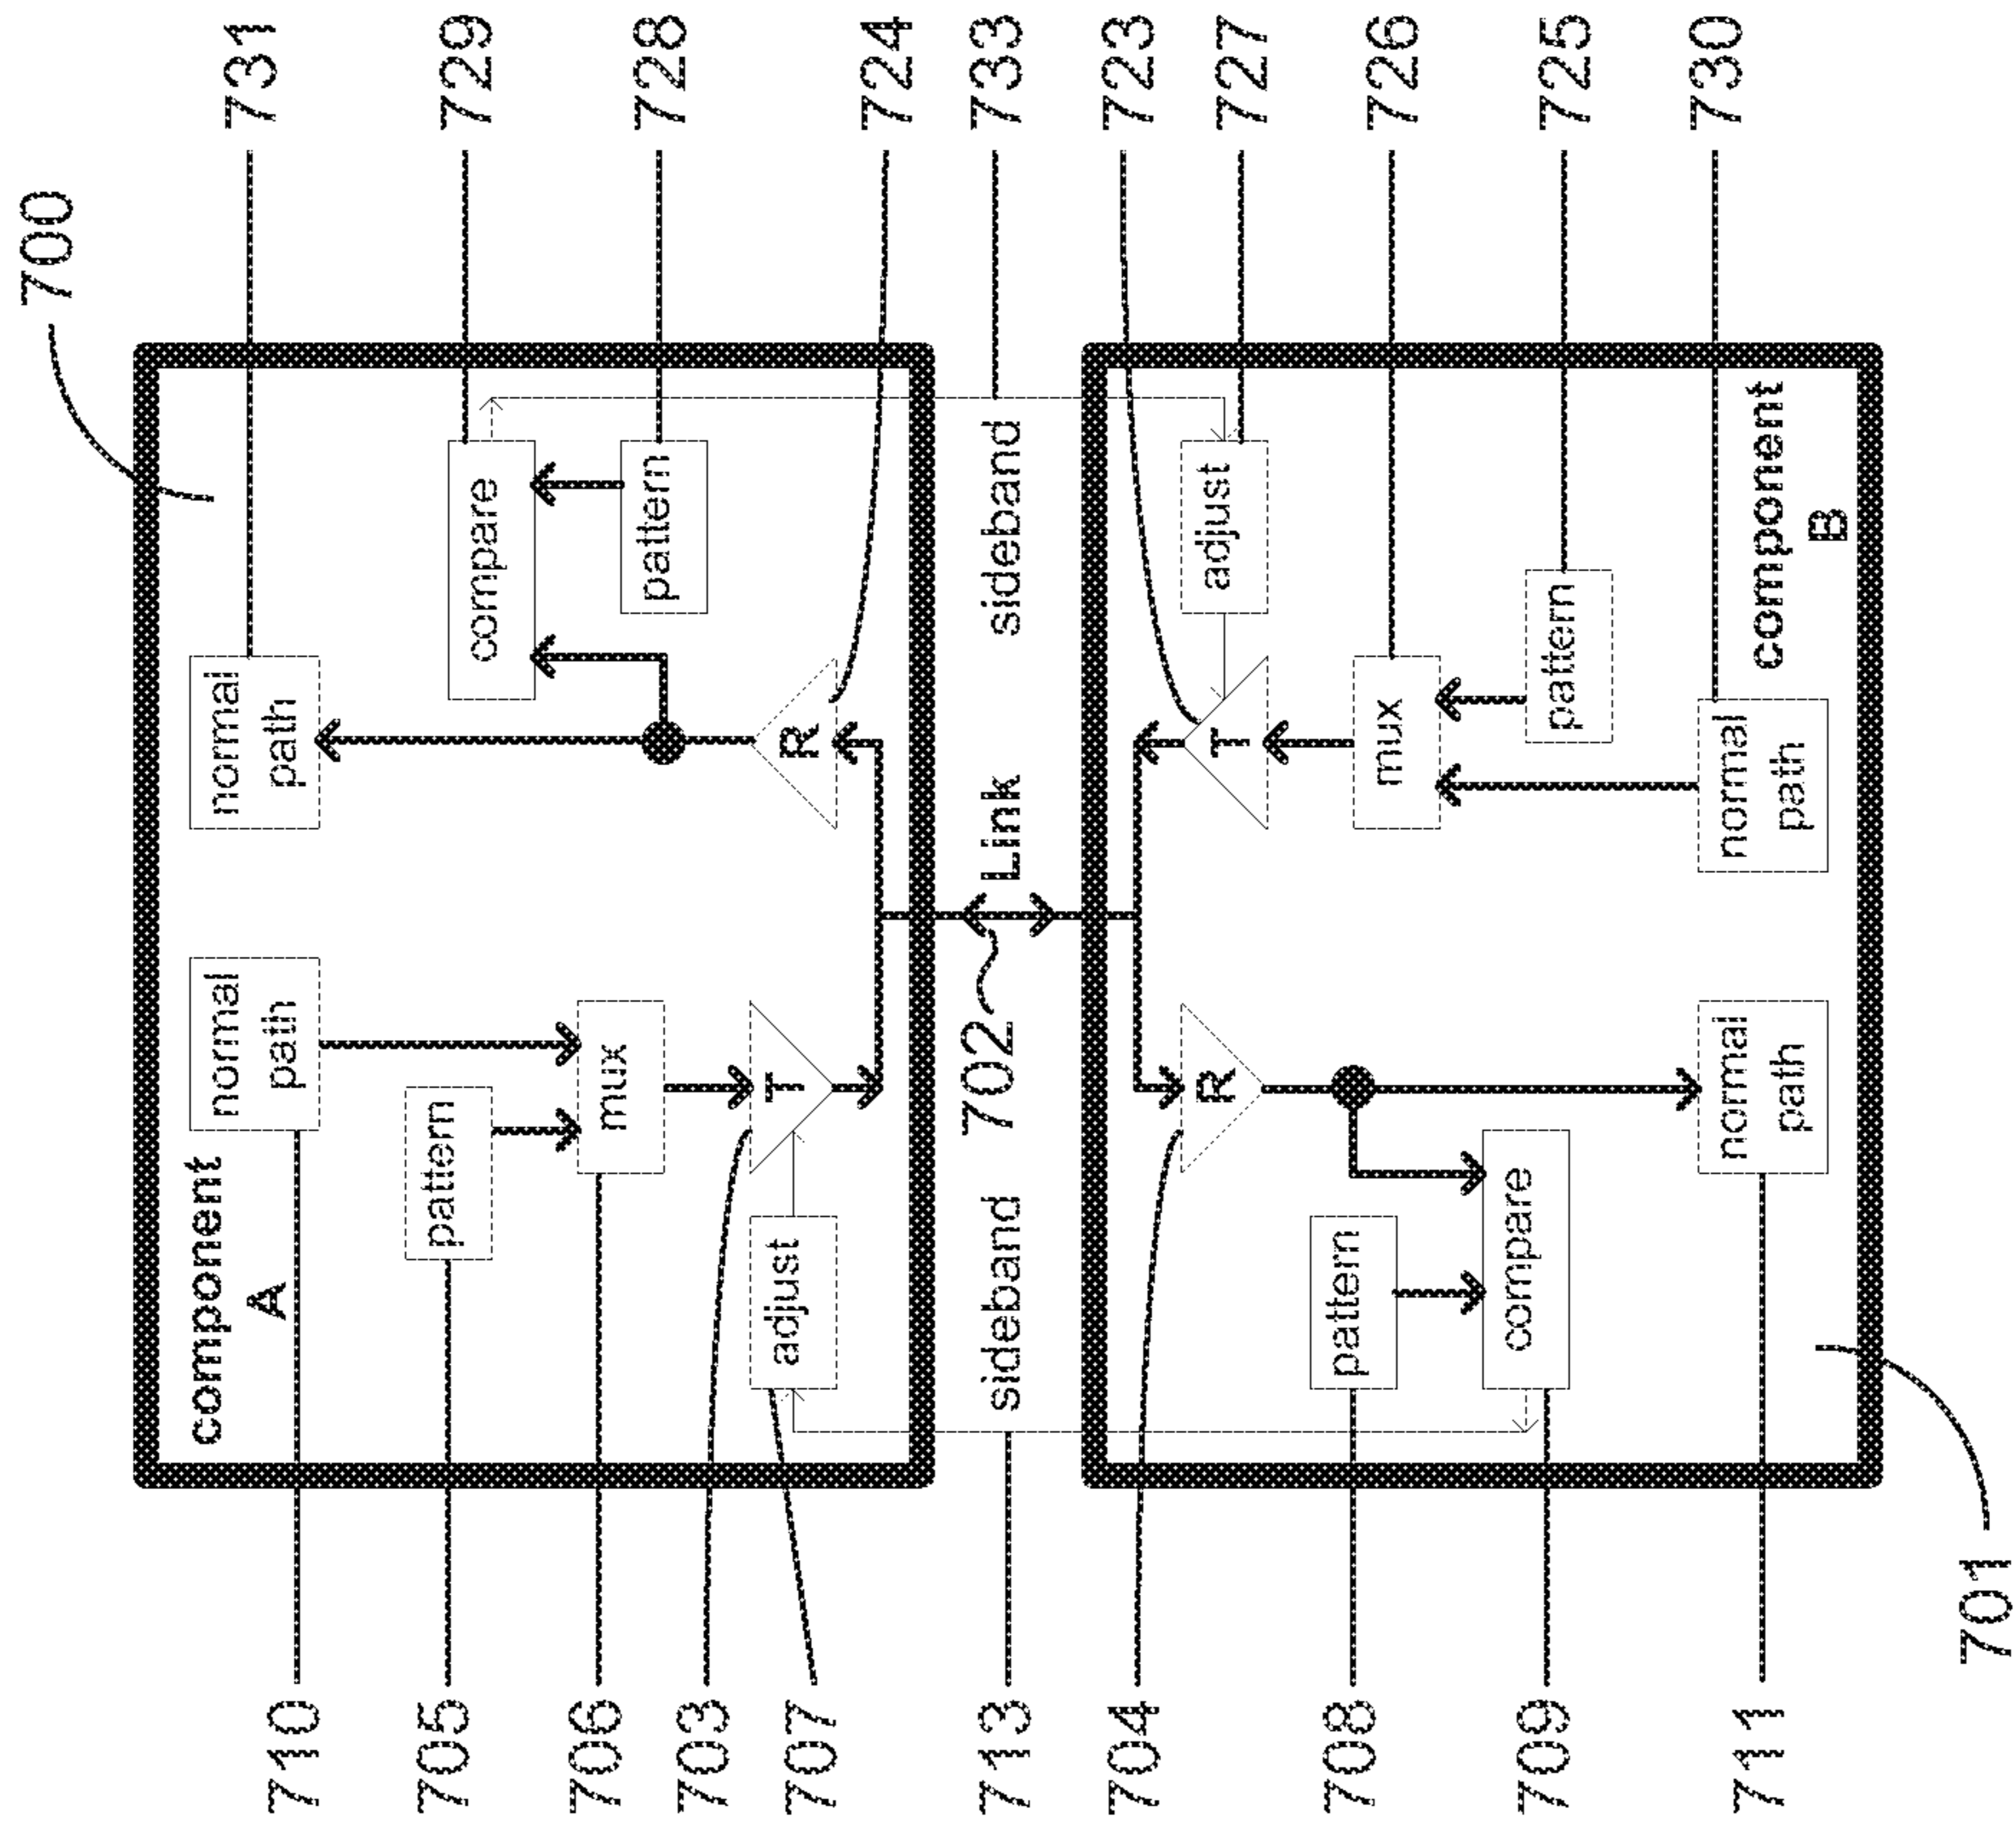 700
component
A
710
normal
path
normal
path
731
705
pattern
compare
729
706
mux
pattern
728
703
T
R
707
adjust
724
713
sideband
702
Link
sideband
733
704
R
T
723
adjust
727
708
pattern
mux
726
709
compare
pattern
725
711
normal
path
normal
path
730
component
B
701